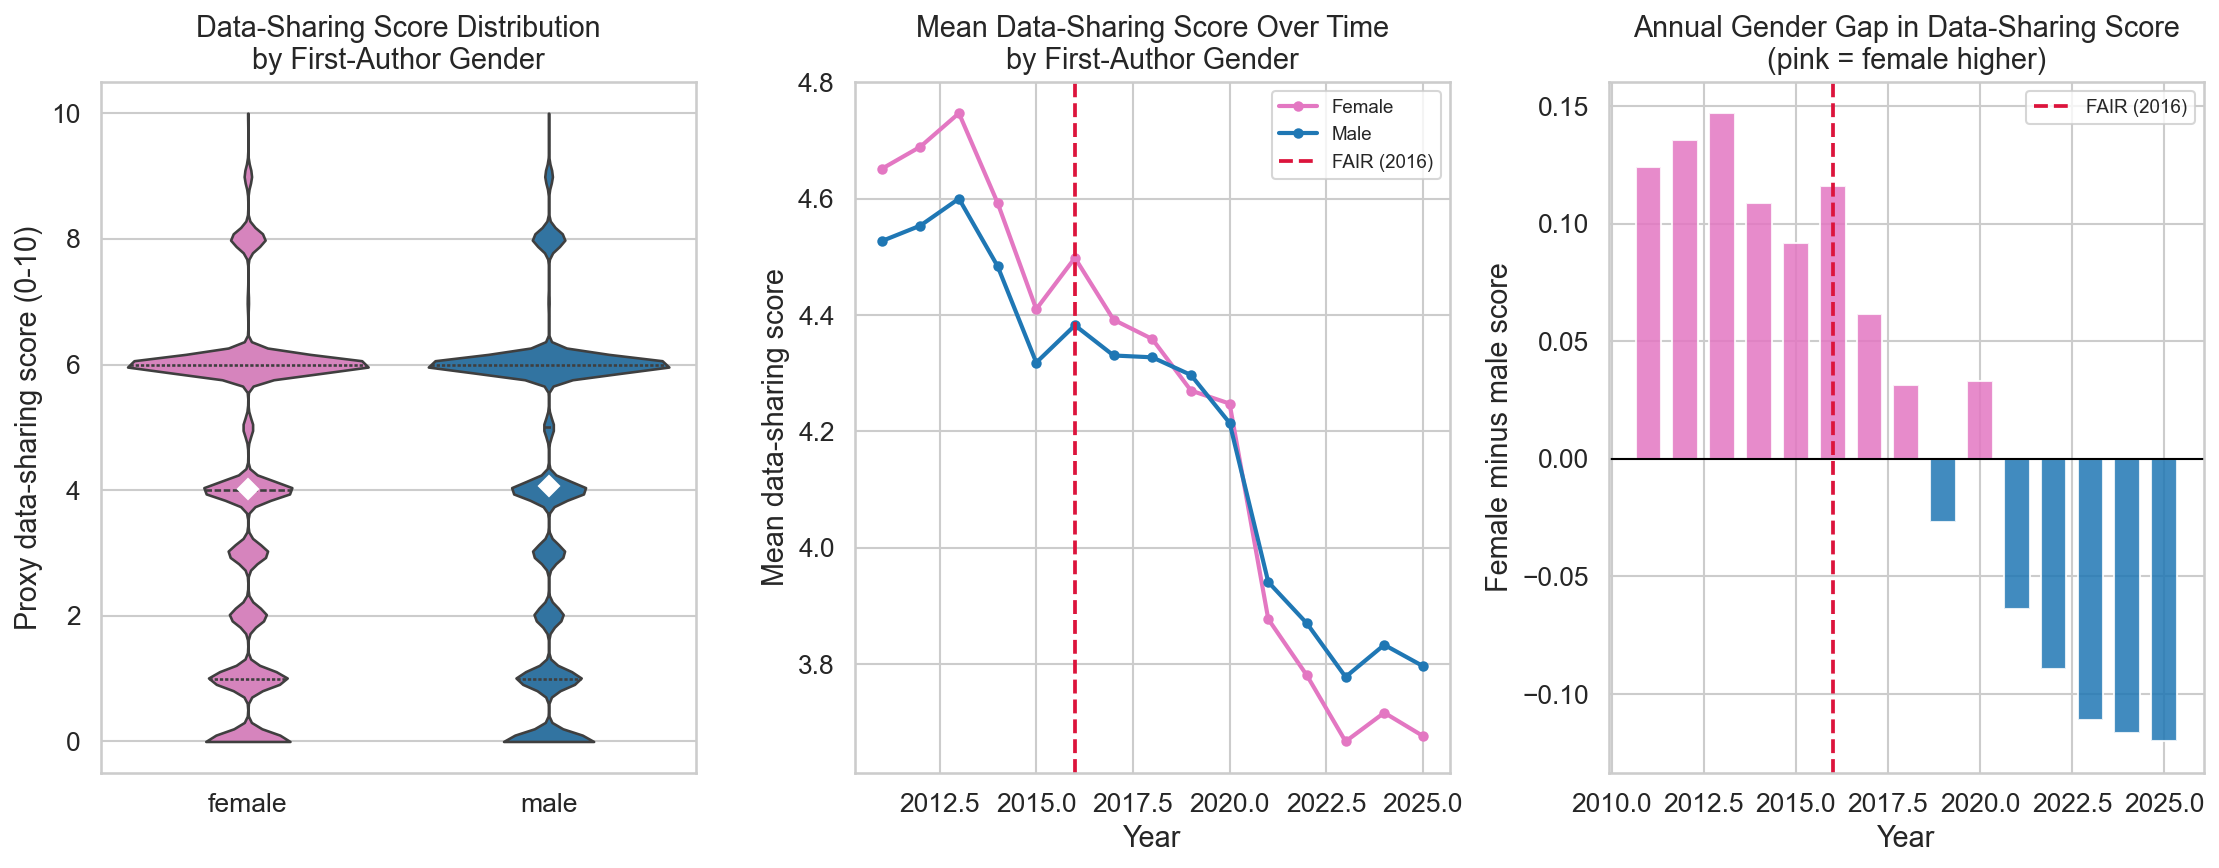 Data-Sharing Score Distribution
by First-Author Gender
Proxy data-sharing score (0-10)
10
8
6
4
2
0
female
male
Mean Data-Sharing Score Over Time
by First-Author Gender
Mean data-sharing score
4.8
4.6
4.4
4.2
4.0
3.8
Female
Male
FAIR (2016)
2012.5
2015.0
2017.5
2020.0
2022.5
2025.0
Year
Annual Gender Gap in Data-Sharing Score
(pink = female higher)
Female minus male score
0.15
0.10
0.05
0.00
−0.05
−0.10
FAIR (2016)
2010.0
2012.5
2015.0
2017.5
2020.0
2022.5
2025.0
Year